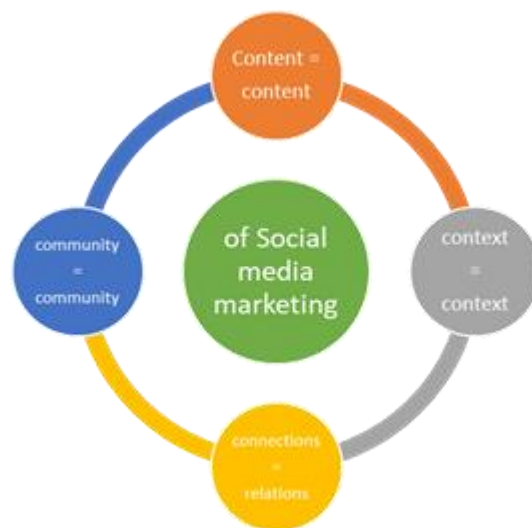 Content =
content
of Social
media
marketing
community
=
community
context
=
context
connections
=
relations